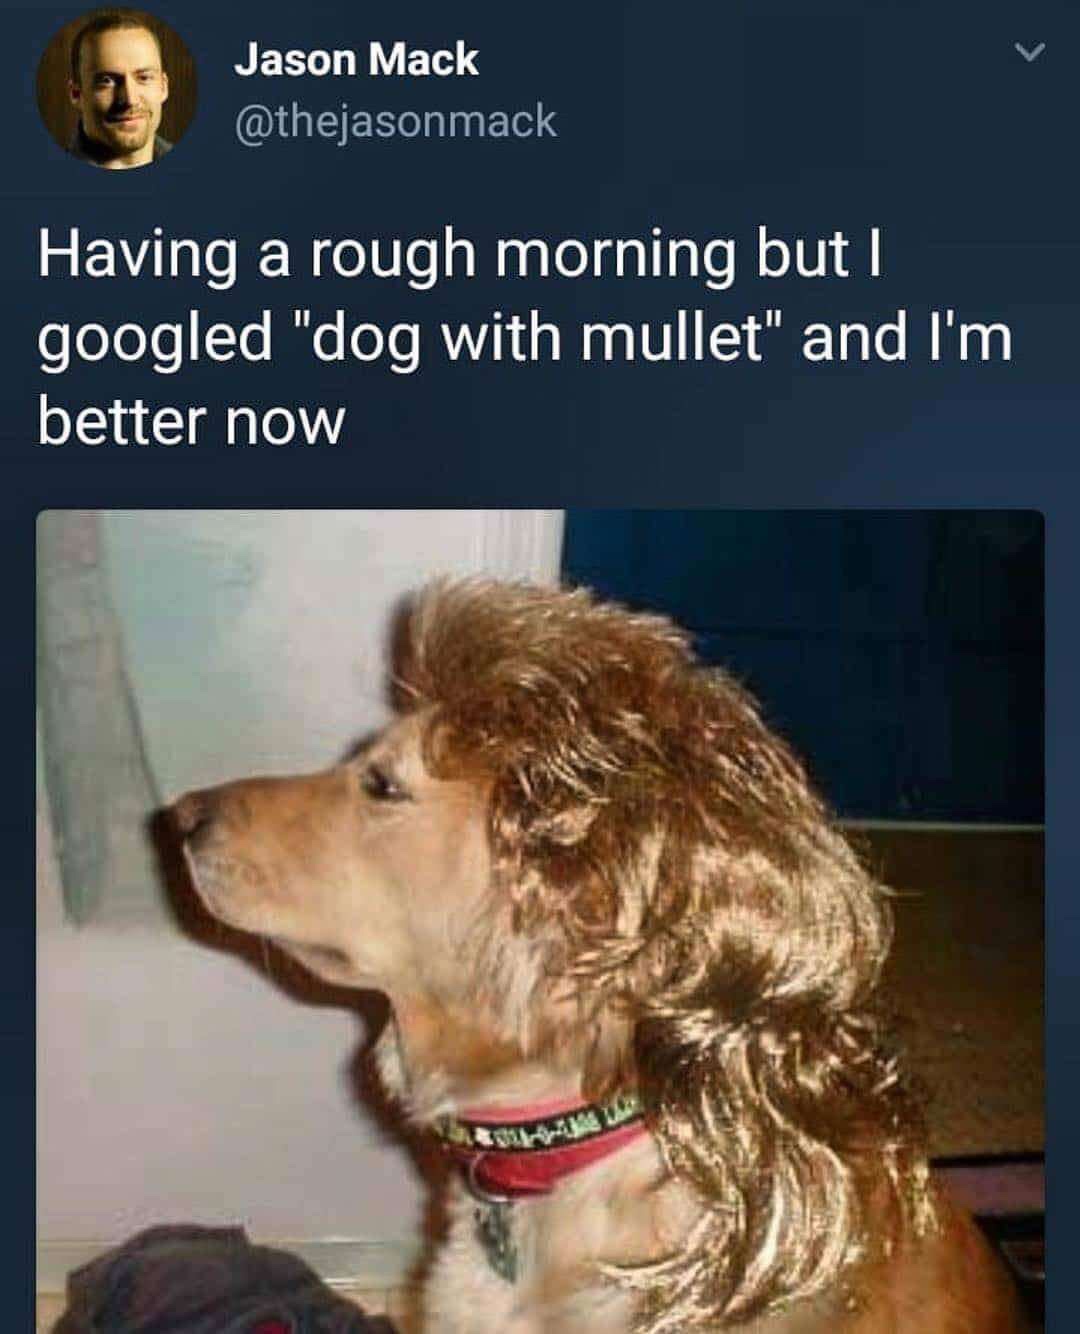 Jason Mack
@thejasonmack
Having a rough morning but I
googled "dog with mullet" and I'm
better now